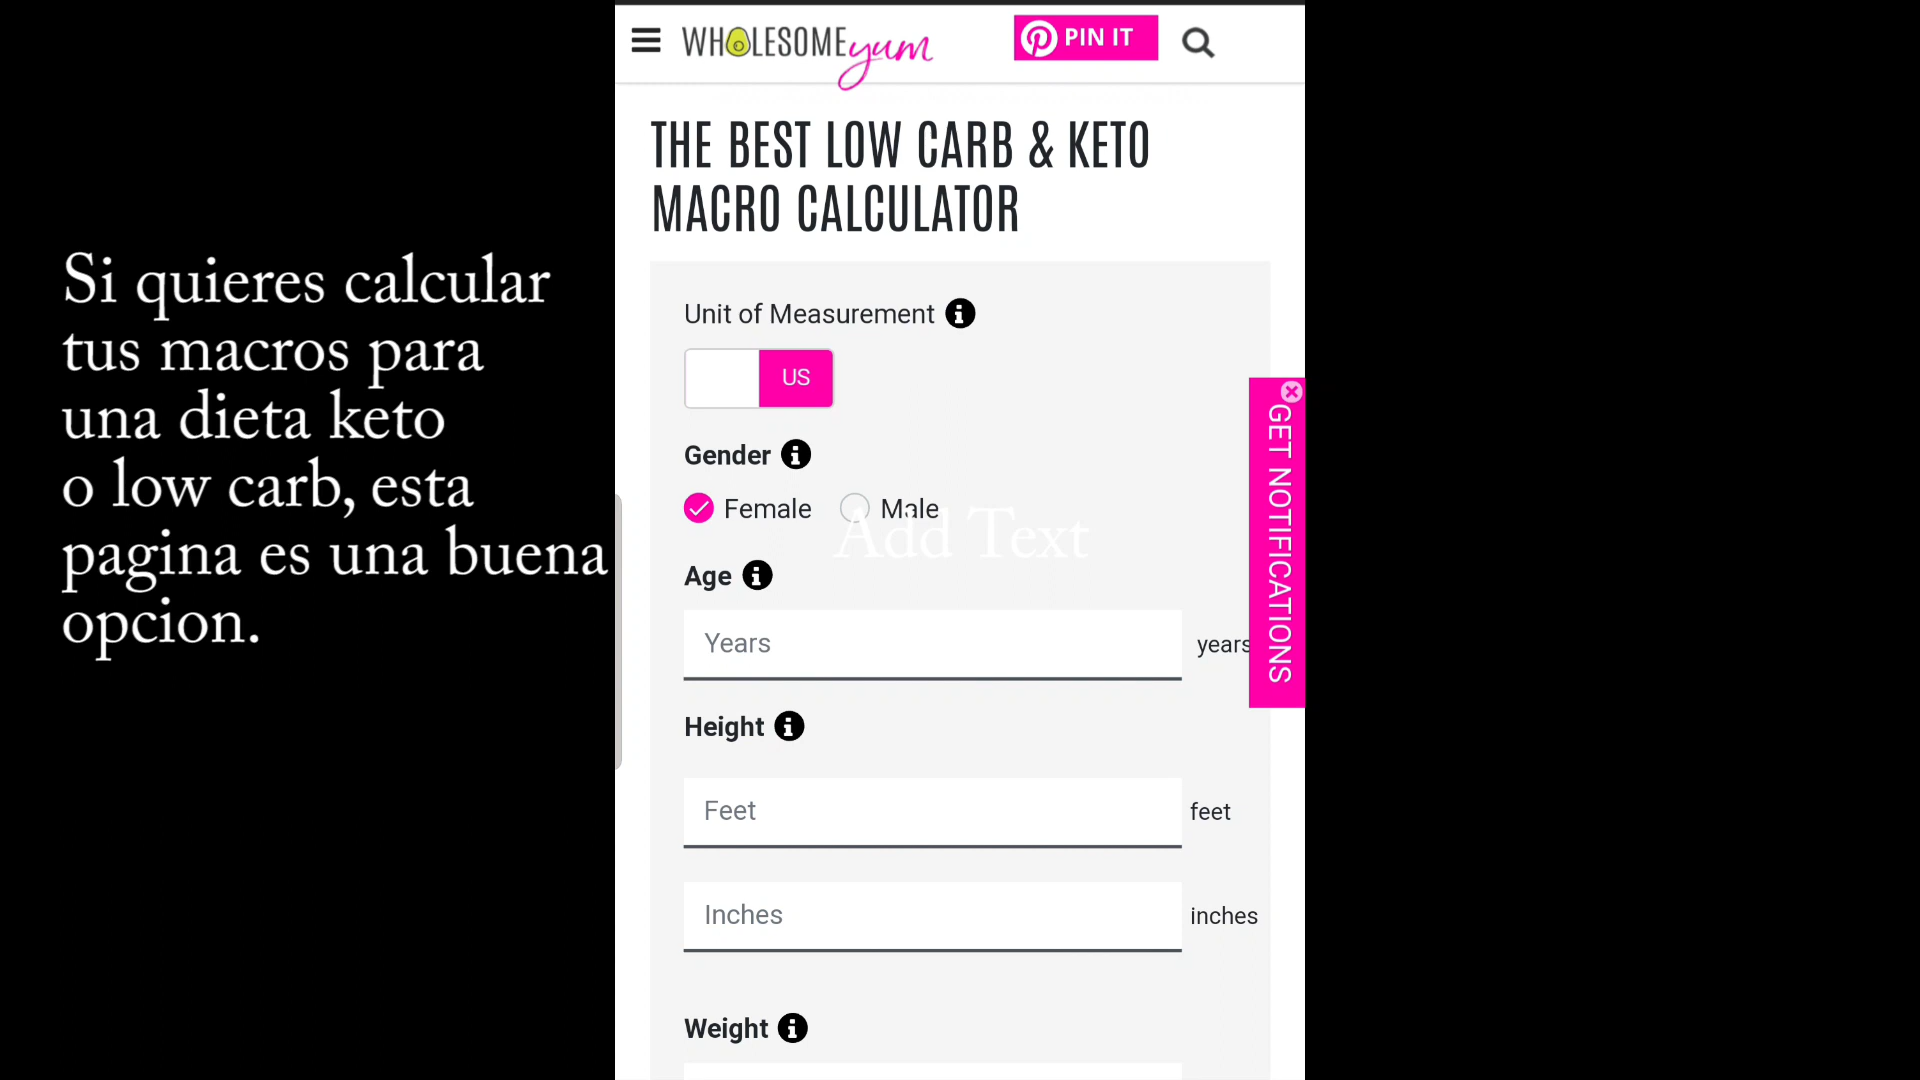 Si quieres calcular
tus macros para
una dieta keto
o low carb, esta
pagina es una buena
opcion.
WHOLESOME yum
PIN IT
THE BEST LOW CARB & KETO
MACRO CALCULATOR
Unit of Measurement
US
Gender
Female Male
Add Text
Age
Years years
Height
Feet feet
Inches inches
Weight
GET NOTIFICATIONS